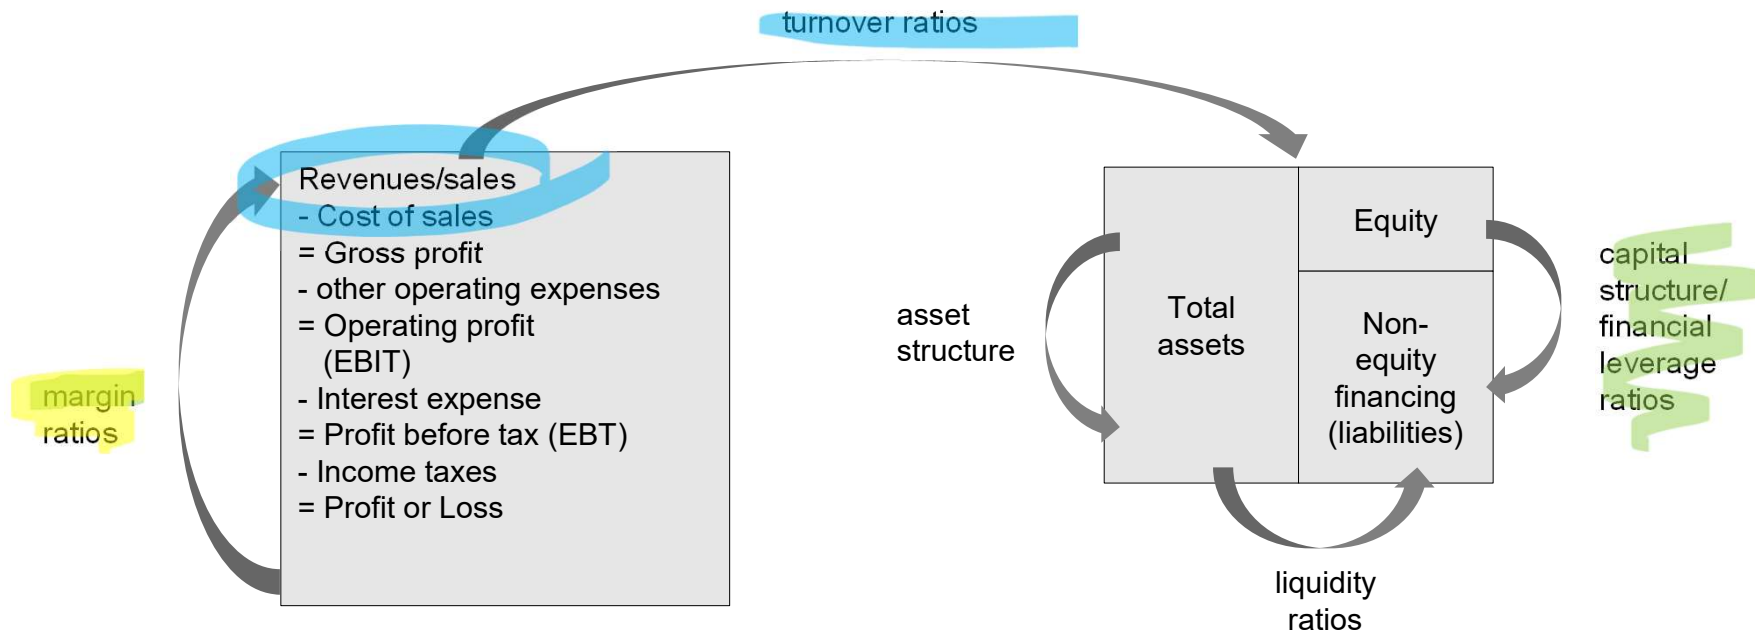 turnover ratios
Revenues/sales
- Cost of sales
= Gross profit
- other operating expenses
= Operating profit
(EBIT)
- Interest expense
= Profit before tax (EBT)
- Income taxes
= Profit or Loss
margin
ratios
asset
structure
Total
assets
Equity
Non-
equity
financing
(liabilities)
capital
structure/
financial
leverage
ratios
liquidity
ratios